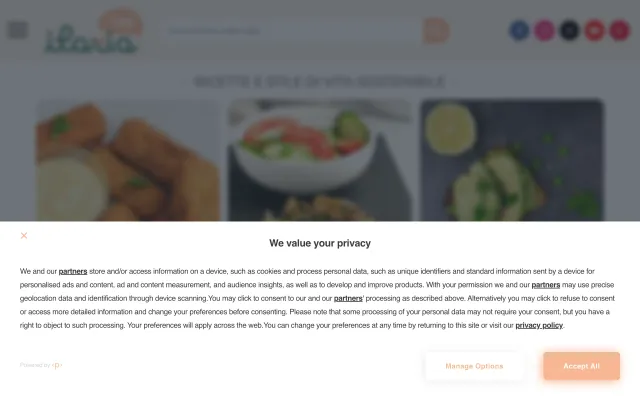 ilaria
RICETTE E STILE DI VITA SOSTENIBILE
×
We value your privacy
We and our partners store and/or access information on a device, such as cookies and process personal data, such as unique identifiers and standard information sent by a device for
personalised ads and content, ad and content measurement, and audience insights, as well as to develop and improve products. With your permission we and our partners may use precise
geolocation data and identification through device scanning.You may click to consent to our and our partners' processing as described above. Alternatively you may click to refuse to consent
or access more detailed information and change your preferences before consenting. Please note that some processing of your personal data may not require your consent, but you have a
right to object to such processing. Your preferences will apply across the web.You can change your preferences at any time by returning to this site or visit our privacy policy.
Powered by
Manage Options
Accept All